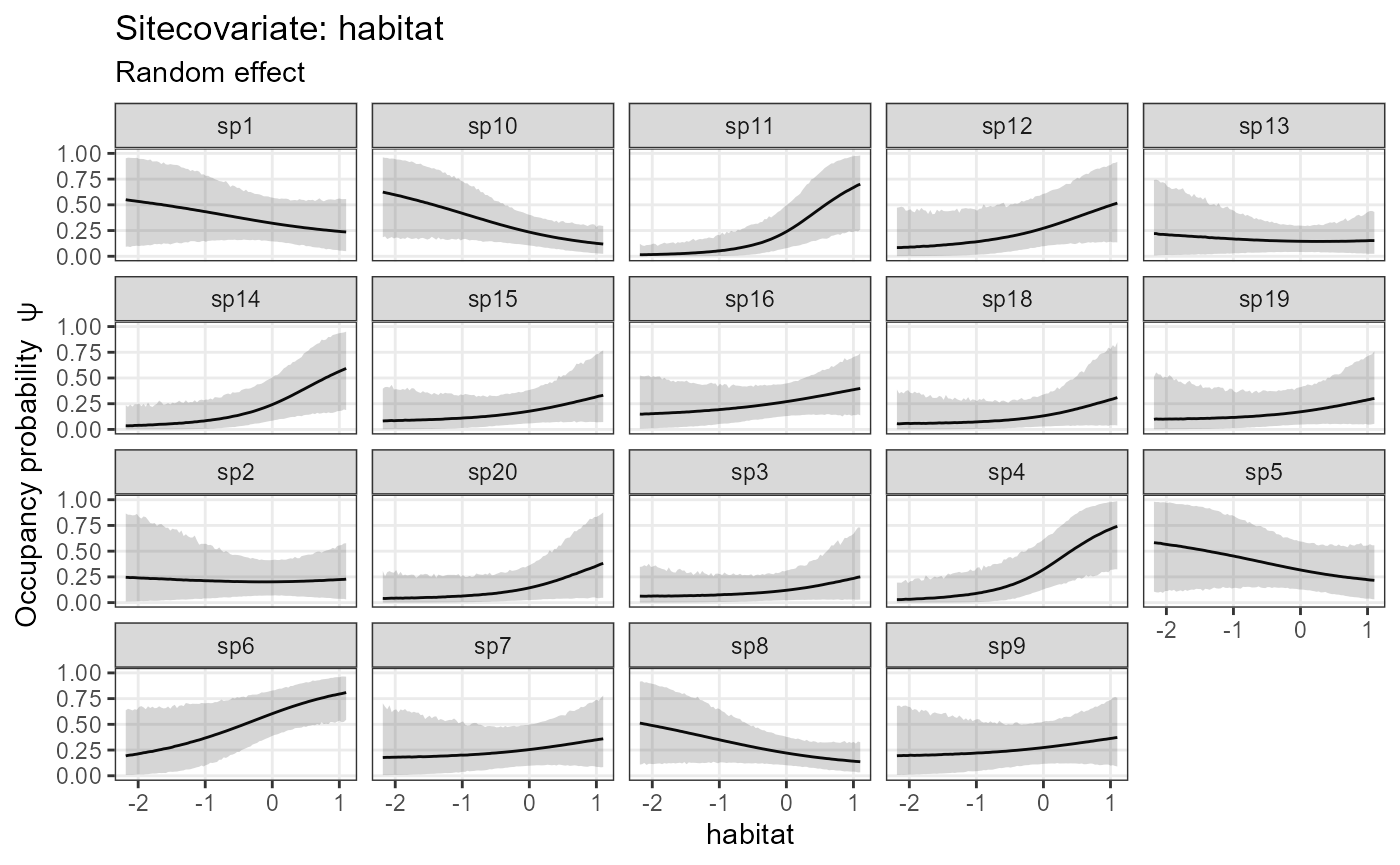 Sitecovariate: habitat
Random effect
sp1 sp10 sp11 sp12 sp13
1.00
0.75
0.50
0.25
0.00
sp14 sp15 sp16 sp18 sp19
1.00
0.75
0.50
0.25
0.00
Occupancy probability ψ
sp2 sp20 sp3 sp4 sp5
1.00
0.75
0.50
0.25
0.00
-2 -1 0 1
sp6 sp7 sp8 sp9
1.00
0.75
0.50
0.25
0.00
-2 -1 0 1 -2 -1 0 1 -2 -1 0 1 -2 -1 0 1
habitat